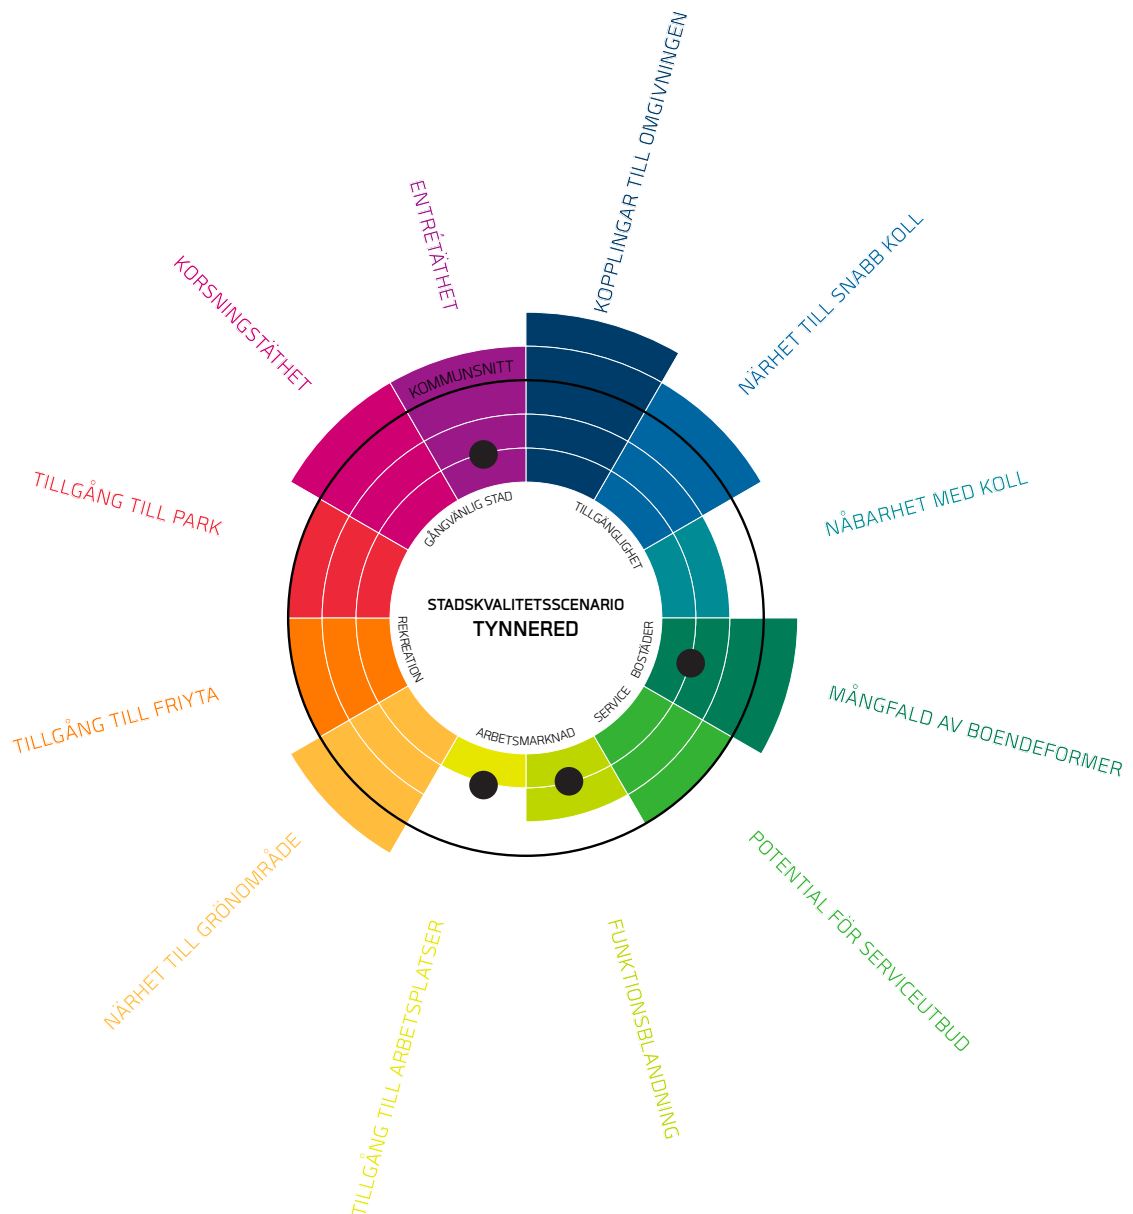 KOPPLINGAR TILL OMGIVNINGEN
NÄRHET TILL SNABB KOLL
NÅBARHET MED KOLL
MÅNGFALD AV BOENDEFORMER
POTENTIAL FÖR SERVICEUTBUD
FUNKTIONSBLANDNING
TILLGÅNG TILL ARBETSPLATSER
NÄRHET TILL GRÖNOMRÅDE
TILLGÅNG TILL FRIYTA
TILLGÅNG TILL PARK
KORSNINGSTÄTHET
ENTRÉTÄTHET
KOMMUNSNITT
GÅNGVÄNLIG STAD
TILLGÄNGLIGHET
BOSTÄDER
SERVICE
ARBETSMARKNAD
REKREATION
STADSKVALITETSSCENARIO
TYNNERED